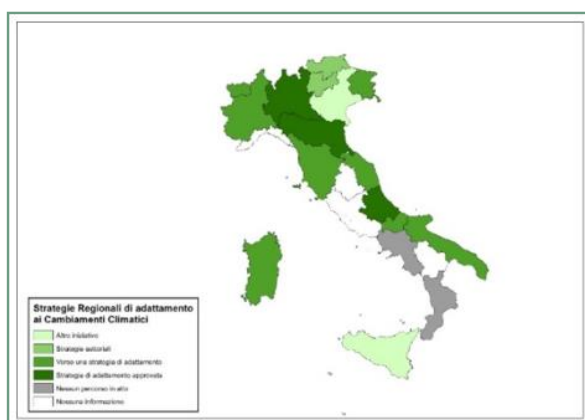 Strategie Regionali di adattamento
ai Cambiamenti Climatici
Altre iniziative
Strategie settoriali
Verso una strategia di adattamento
Strategia di adattamento approvata
Nessun percorso in atto
Nessuna informazione